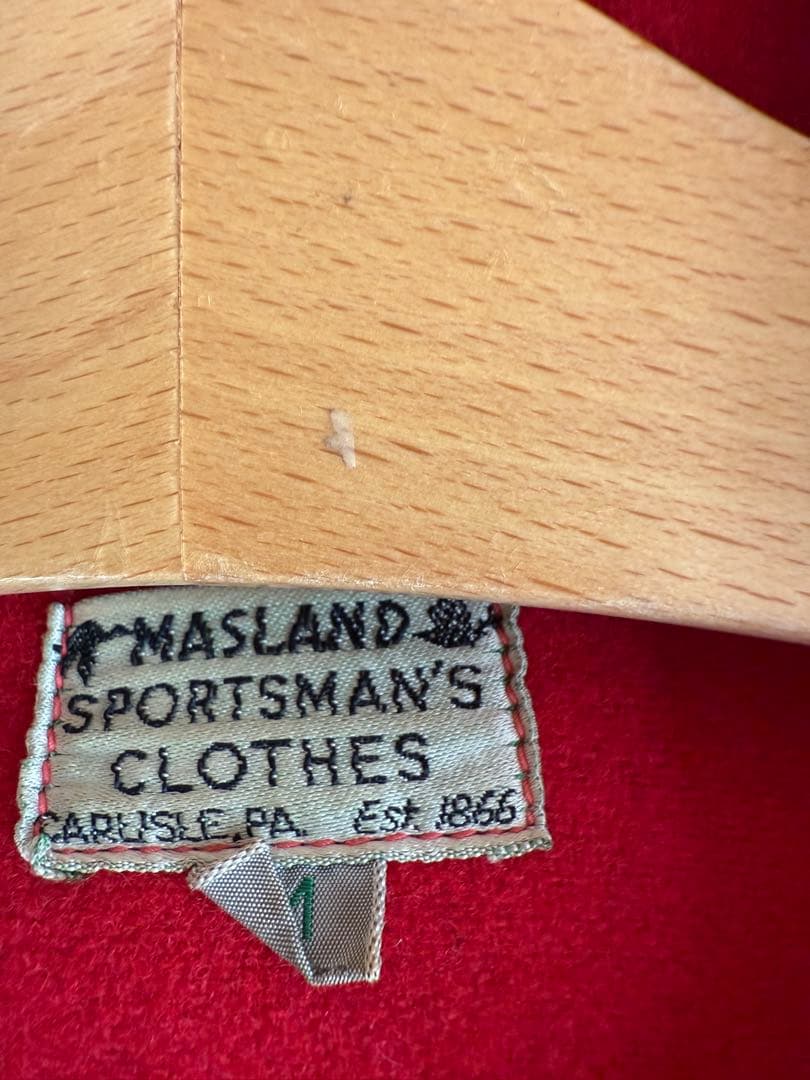 MASLAND
SPORTSMAN'S
CLOTHES
CARLISLE, PA. Est. 1866
1